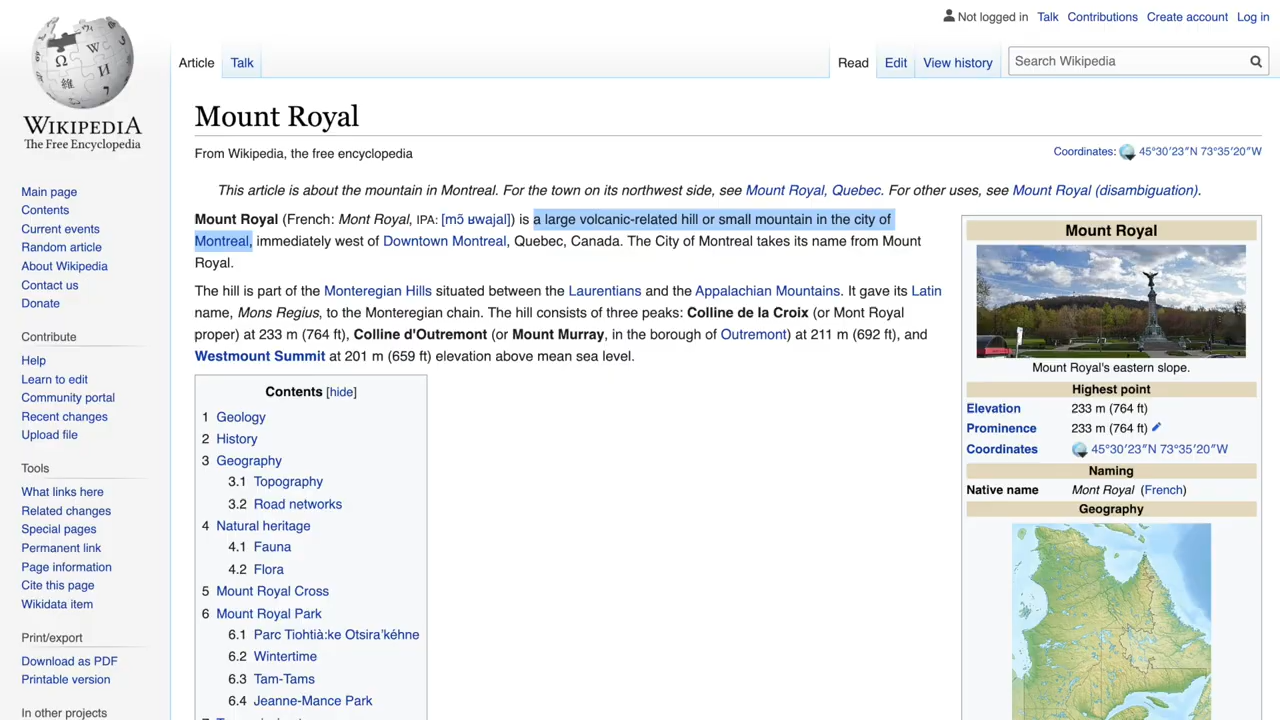 Not logged in Talk Contributions Create account Log in
Article Talk Read Edit View history Search Wikipedia
WIKIPEDIA
The Free Encyclopedia
Main page
Contents
Current events
Random article
About Wikipedia
Contact us
Donate
Contribute
Help
Learn to edit
Community portal
Recent changes
Upload file
Tools
What links here
Related changes
Special pages
Permanent link
Page information
Cite this page
Wikidata item
Print/export
Download as PDF
Printable version
In other projects
Mount Royal
From Wikipedia, the free encyclopedia
Coordinates: 45°30′23″N 73°35′20″W
This article is about the mountain in Montreal. For the town on its northwest side, see Mount Royal, Quebec. For other uses, see Mount Royal (disambiguation).
Mount Royal (French: Mont Royal, IPA: [mɔ̃ ʁwajal]) is a large volcanic-related hill or small mountain in the city of
Montreal, immediately west of Downtown Montreal, Quebec, Canada. The City of Montreal takes its name from Mount
Royal.
The hill is part of the Monteregian Hills situated between the Laurentians and the Appalachian Mountains. It gave its Latin
name, Mons Regius, to the Monteregian chain. The hill consists of three peaks: Colline de la Croix (or Mont Royal
proper) at 233 m (764 ft), Colline d'Outremont (or Mount Murray, in the borough of Outremont) at 211 m (692 ft), and
Westmount Summit at 201 m (659 ft) elevation above mean sea level.
Contents [hide]
1 Geology
2 History
3 Geography
3.1 Topography
3.2 Road networks
4 Natural heritage
4.1 Fauna
4.2 Flora
5 Mount Royal Cross
6 Mount Royal Park
6.1 Parc Tiohtià:ke Otsira'kéhne
6.2 Wintertime
6.3 Tam-Tams
6.4 Jeanne-Mance Park
Mount Royal
Mount Royal's eastern slope.
Highest point
Elevation 233 m (764 ft)
Prominence 233 m (764 ft)
Coordinates 45°30′23″N 73°35′20″W
Naming
Native name Mont Royal (French)
Geography